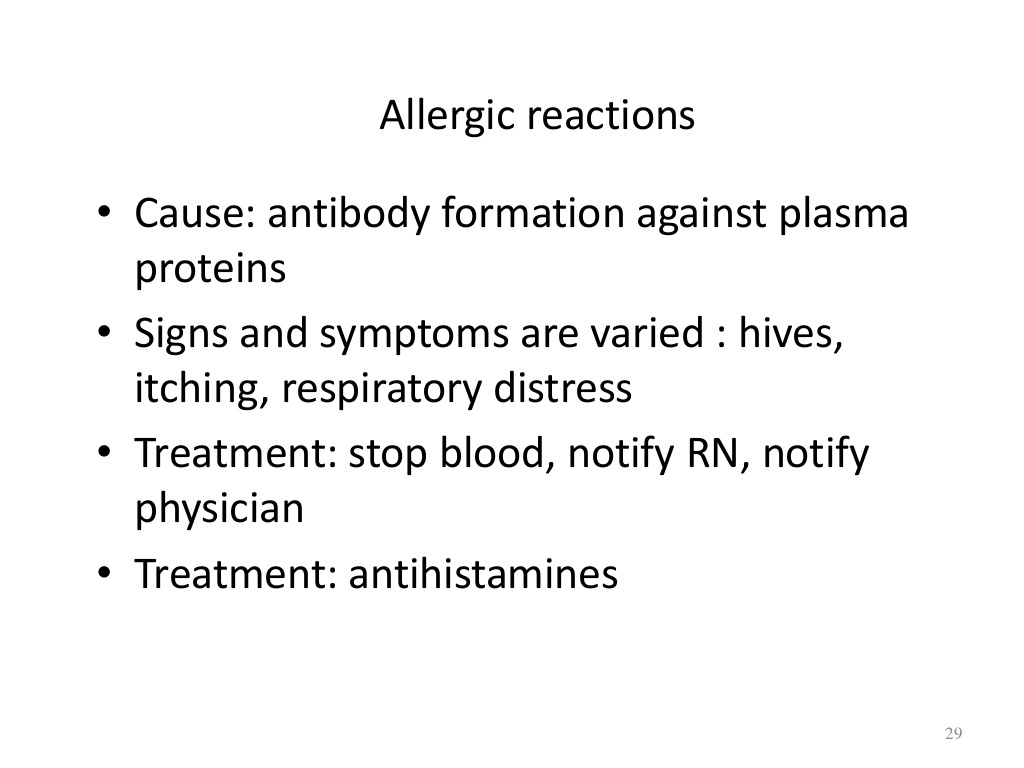 Allergic reactions
• Cause: antibody formation against plasma
proteins
• Signs and symptoms are varied : hives,
itching, respiratory distress
• Treatment: stop blood, notify RN, notify
physician
• Treatment: antihistamines
29